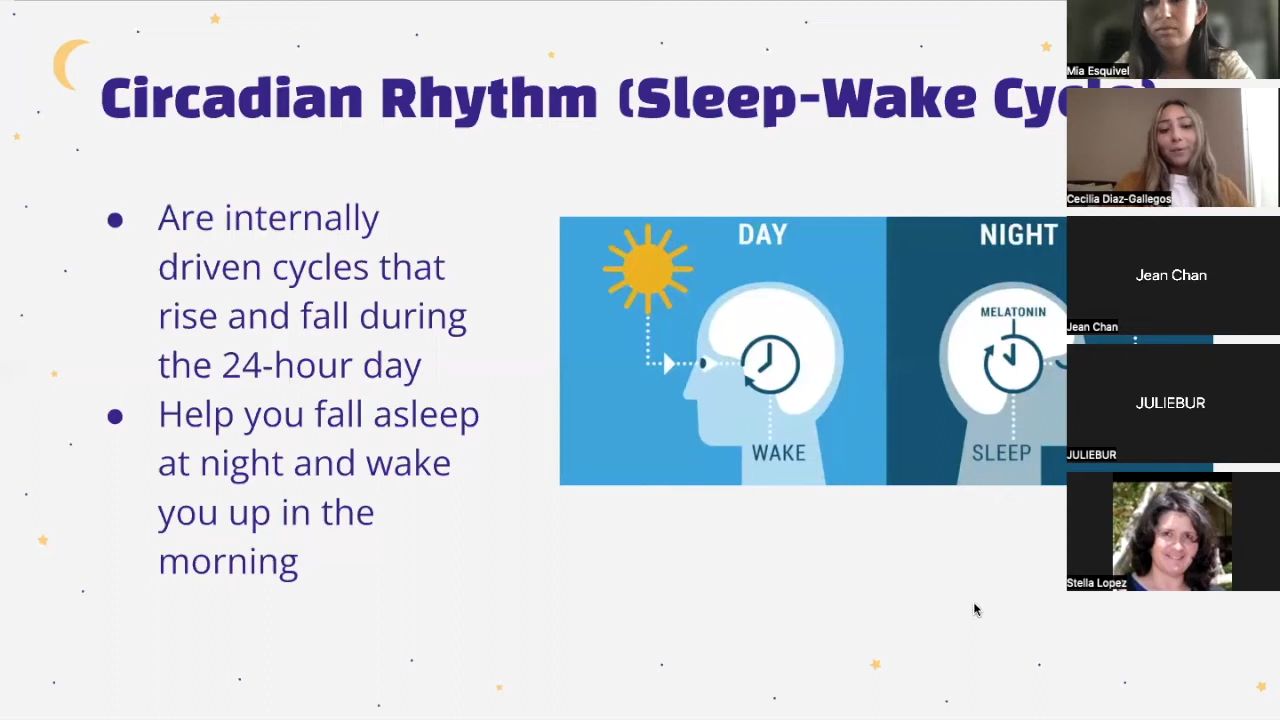 Circadian Rhythm (Sleep-Wake Cycle)
● Are internally
driven cycles that
rise and fall during
the 24-hour day
● Help you fall asleep
at night and wake
you up in the
morning
DAY
WAKE
NIGHT
MELATONIN
SLEEP
Mia Esquivel
Cecilia Diaz-Gallegos
Jean Chan
Jean Chan
JULIEBUR
JULIEBUR
Stella Lopez